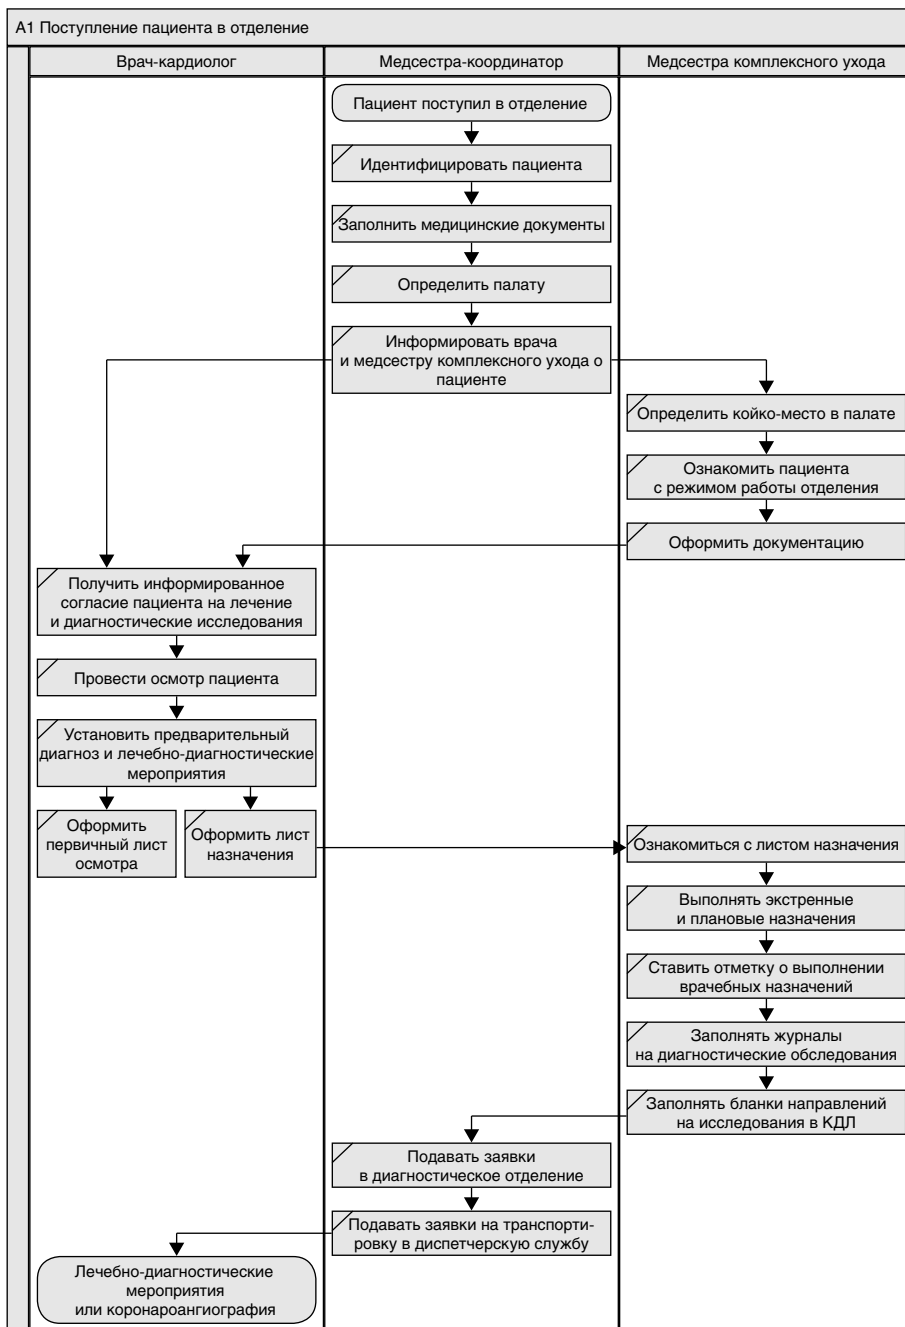 А1 Поступление пациента в отделение
Врач-кардиолог
Медсестра-координатор
Медсестра комплексного ухода
Пациент поступил в отделение
Идентифицировать пациента
Заполнить медицинские документы
Определить палату
Информировать врача
и медсестру комплексного ухода о
пациенте
Определить койко-место в палате
Ознакомить пациента
с режимом работы отделения
Оформить документацию
Получить информированное
согласие пациента на лечение
и диагностические исследования
Провести осмотр пациента
Установить предварительный
диагноз и лечебно-диагностические
мероприятия
Оформить
первичный лист
осмотра
Оформить лист
назначения
Ознакомиться с листом назначения
Выполнять экстренные
и плановые назначения
Ставить отметку о выполнении
врачебных назначений
Заполнять журналы
на диагностические обследования
Заполнять бланки направлений
на исследования в КДЛ
Подавать заявки
в диагностическое отделение
Подавать заявки на транспорти-
ровку в диспетчерскую службу
Лечебно-диагностические
мероприятия
или коронароангиография